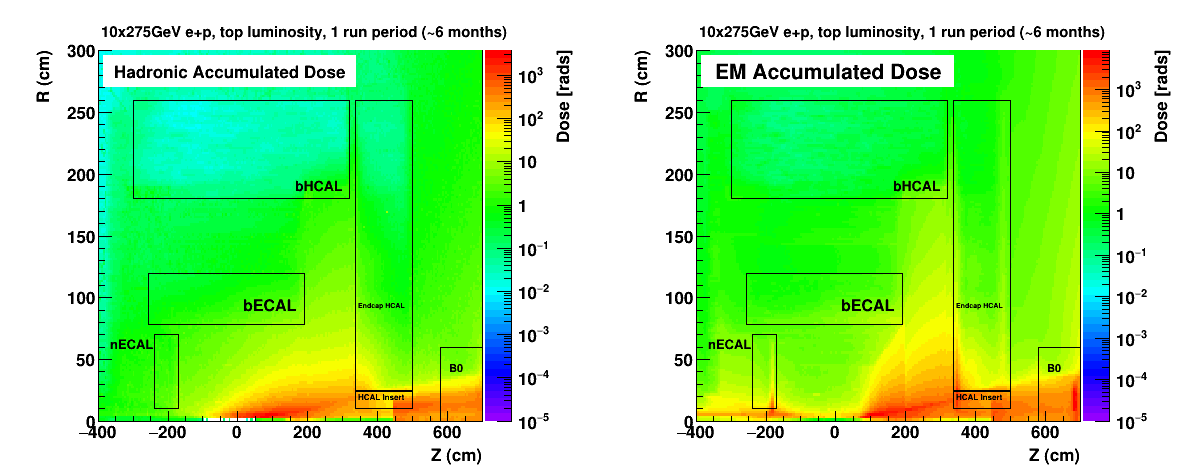 10x275GeV e+p, top luminosity, 1 run period (~6 months)
R (cm)
300
250
200
150
100
50
0
Hadronic Accumulated Dose
bHCAL
bECAL
nECAL
Endcap HCAL
HCAL Insert
B0
−400 −200 0 200 400 600
Z (cm)
Dose [rads]
10³
10²
10
1
10⁻¹
10⁻²
10⁻³
10⁻⁴
10⁻⁵
10x275GeV e+p, top luminosity, 1 run period (~6 months)
R (cm)
300
250
200
150
100
50
0
EM Accumulated Dose
bHCAL
bECAL
nECAL
Endcap HCAL
HCAL Insert
B0
−400 −200 0 200 400 600
Z (cm)
Dose [rads]
10³
10²
10
1
10⁻¹
10⁻²
10⁻³
10⁻⁴
10⁻⁵